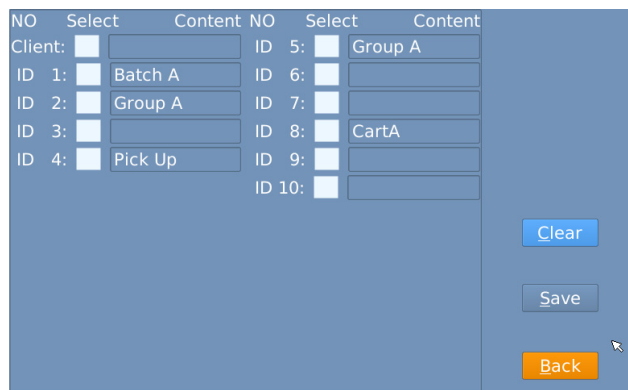 NO Select Content NO Select Content
Client: ID 5: Group A
ID 1: Batch A ID 6:
ID 2: Group A ID 7:
ID 3: ID 8: CartA
ID 4: Pick Up ID 9:
ID 10:
Clear
Save
Back